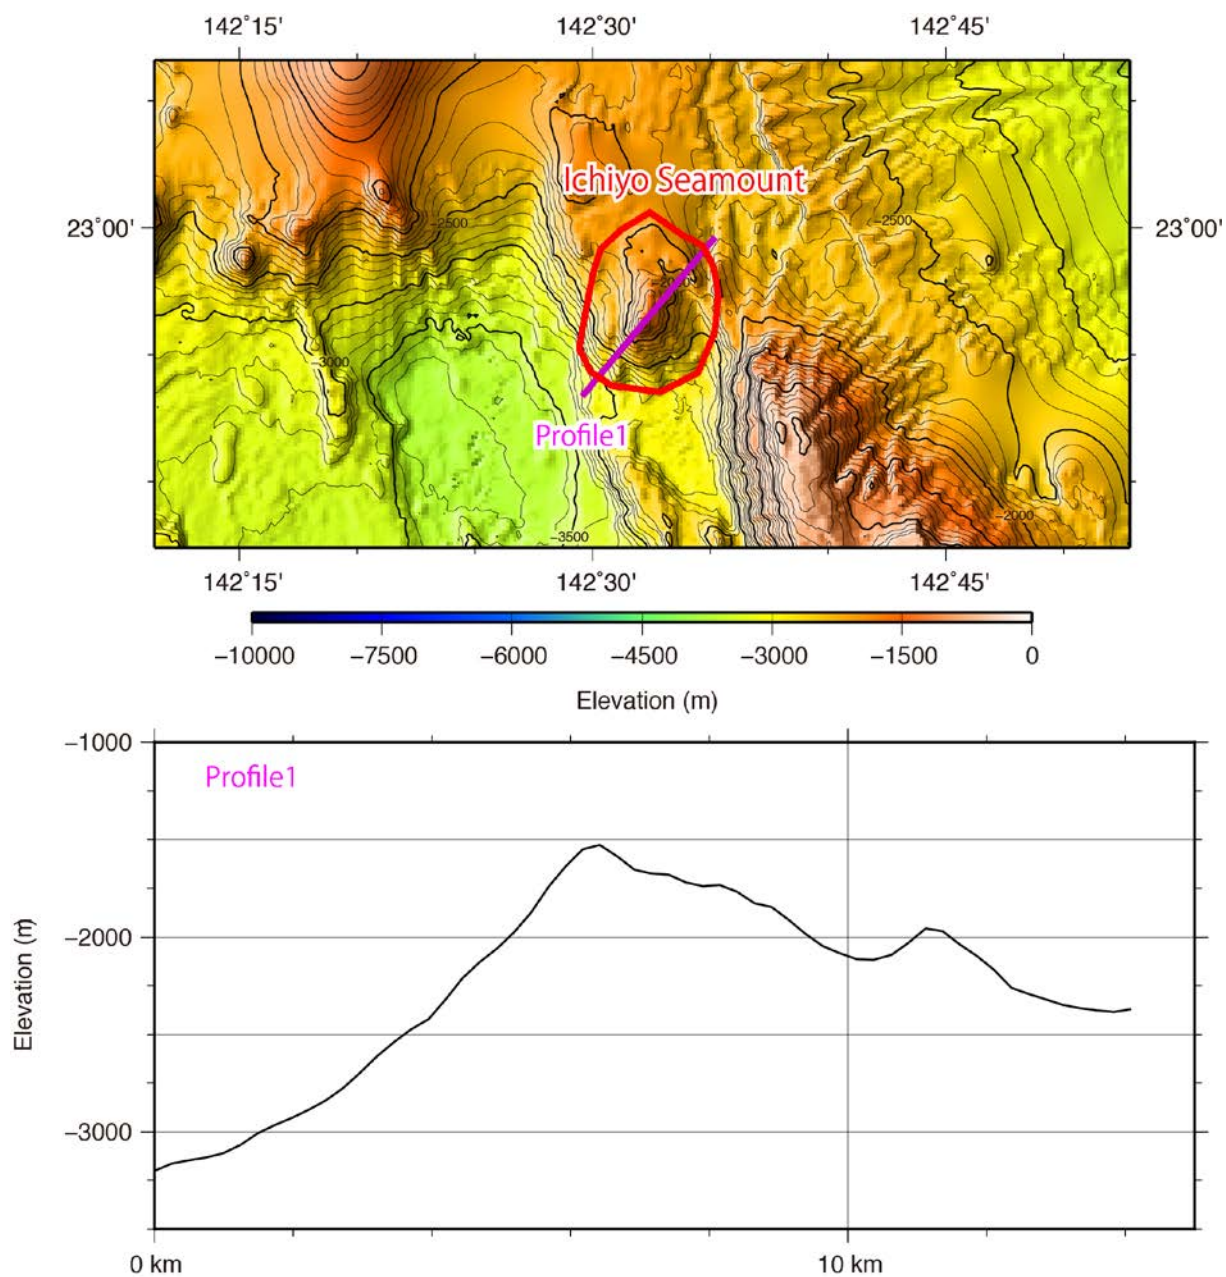 142°15' 142°30' 142°45'
Ichiyo Seamount
23°00' 23°00'
−2500 −2500
−3000
Profile1
−2000
−3500
142°15' 142°30' 142°45'
−10000 −7500 −6000 −4500 −3000 −1500 0
Elevation (m)
−1000
Profile1
−2000
Elevation (m)
−3000
0 km 10 km